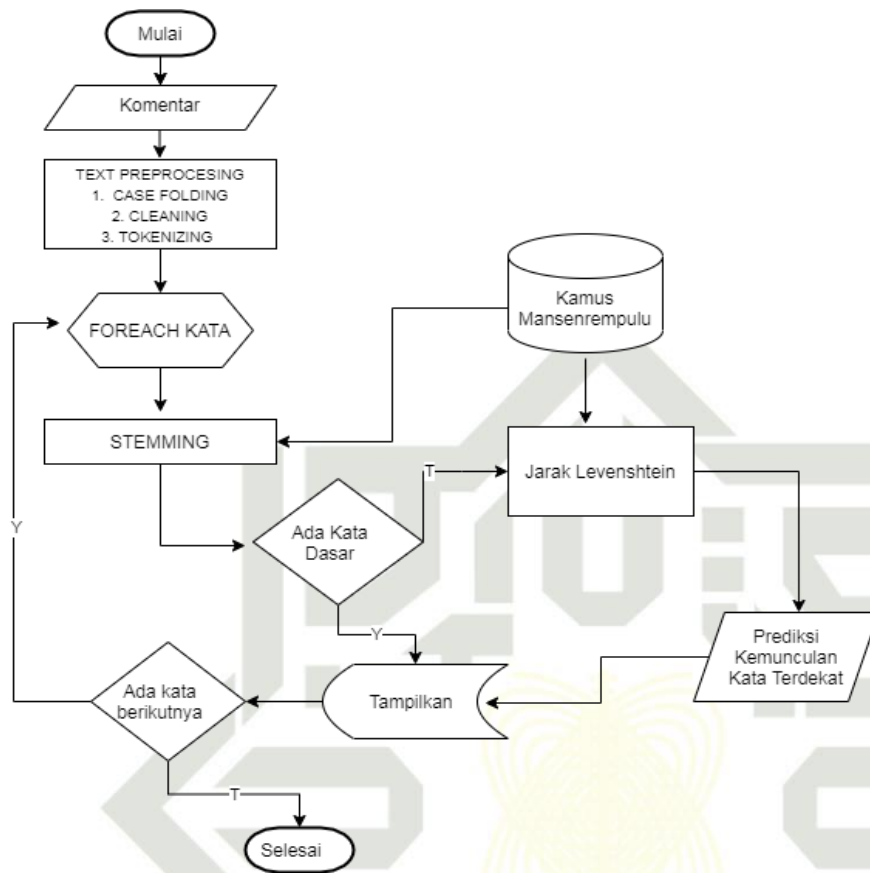 Mulai
Komentar
TEXT PREPROCESING
1. CASE FOLDING
2. CLEANING
3. TOKENIZING
FOREACH KATA
Kamus
Mansenrempulu
STEMMING
Jarak Levenshtein
T
Ada Kata
Dasar
Y
Y
Prediksi
Kemunculan
Kata Terdekat
Tampilkan
Ada kata
berikutnya
T
Selesai